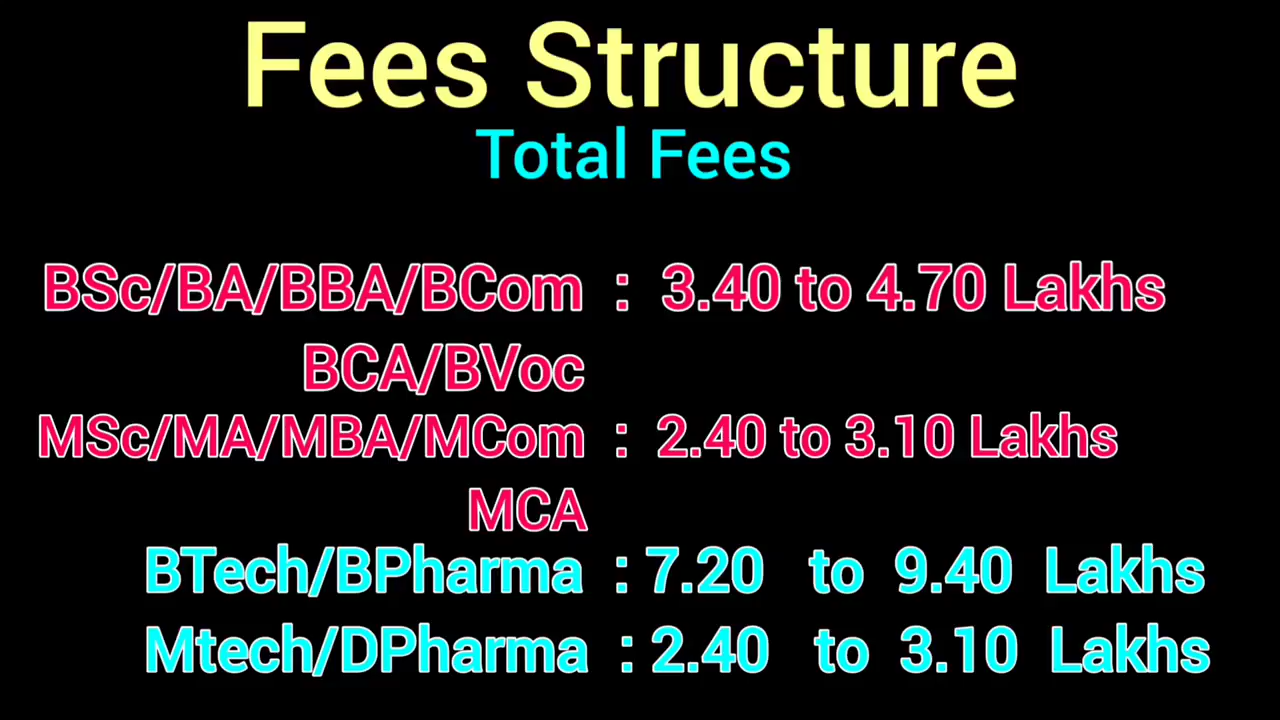 Fees Structure
Total Fees
BSc/BA/BBA/BCom : 3.40 to 4.70 Lakhs
BCA/BVoc
MSc/MA/MBA/MCom : 2.40 to 3.10 Lakhs
MCA
BTech/BPharma : 7.20 to 9.40 Lakhs
Mtech/DPharma : 2.40 to 3.10 Lakhs